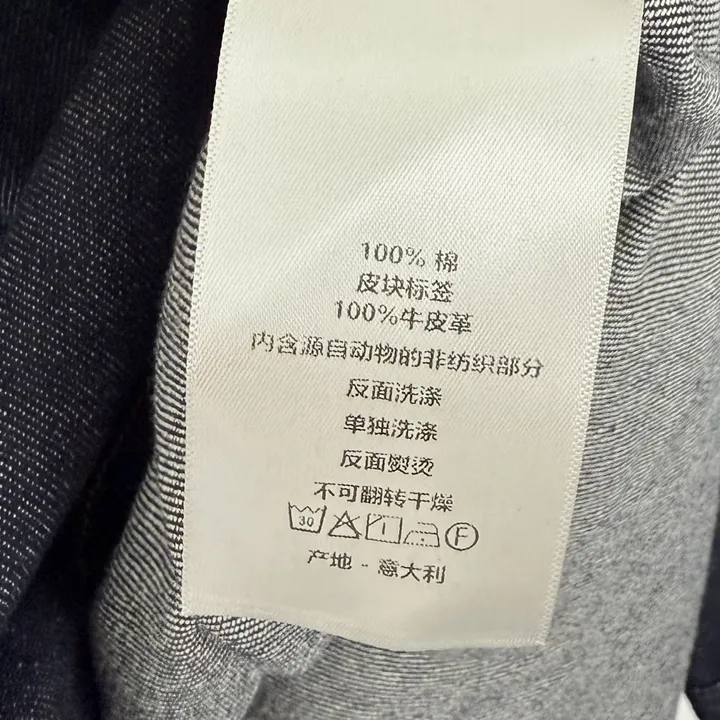 100% 棉
皮块标签
100%牛皮革
内含源自动物的非纺织部分
反面洗涤
单独洗涤
反面熨烫
不可翻转干燥
30 F
产地 - 意大利